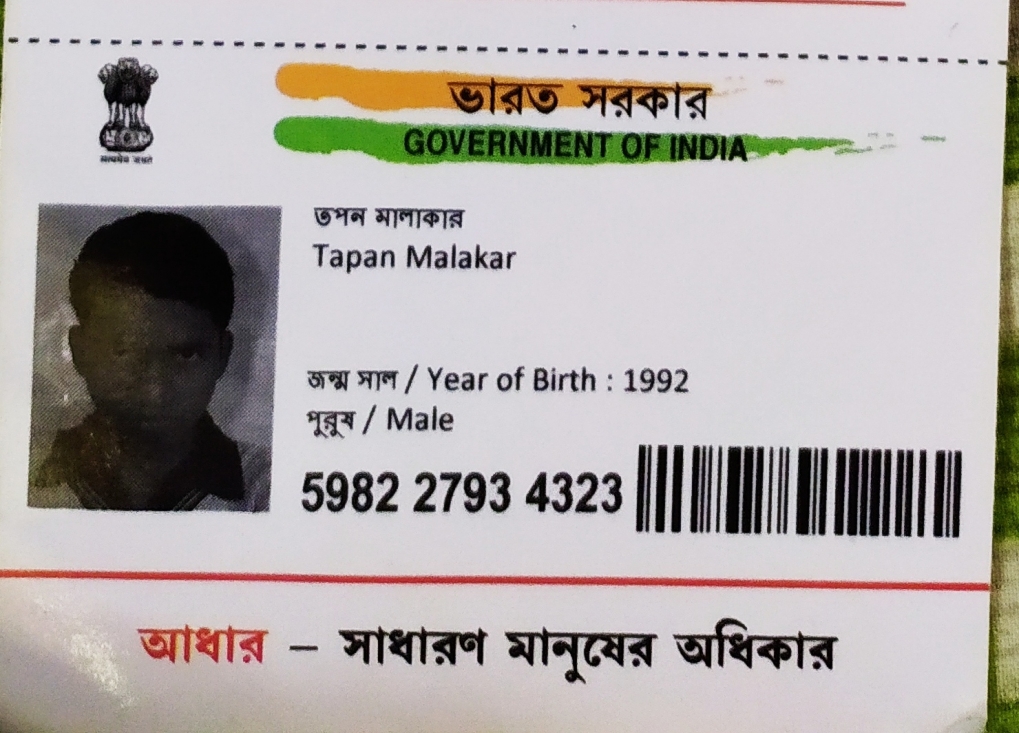 ভারত সরকার
GOVERNMENT OF INDIA
सत्यमेव जयते
তপন মালাকার
Tapan Malakar
জন্ম সাল / Year of Birth : 1992
পুরুষ / Male
5982 2793 4323
আধার – সাধারণ মানুষের অধিকার